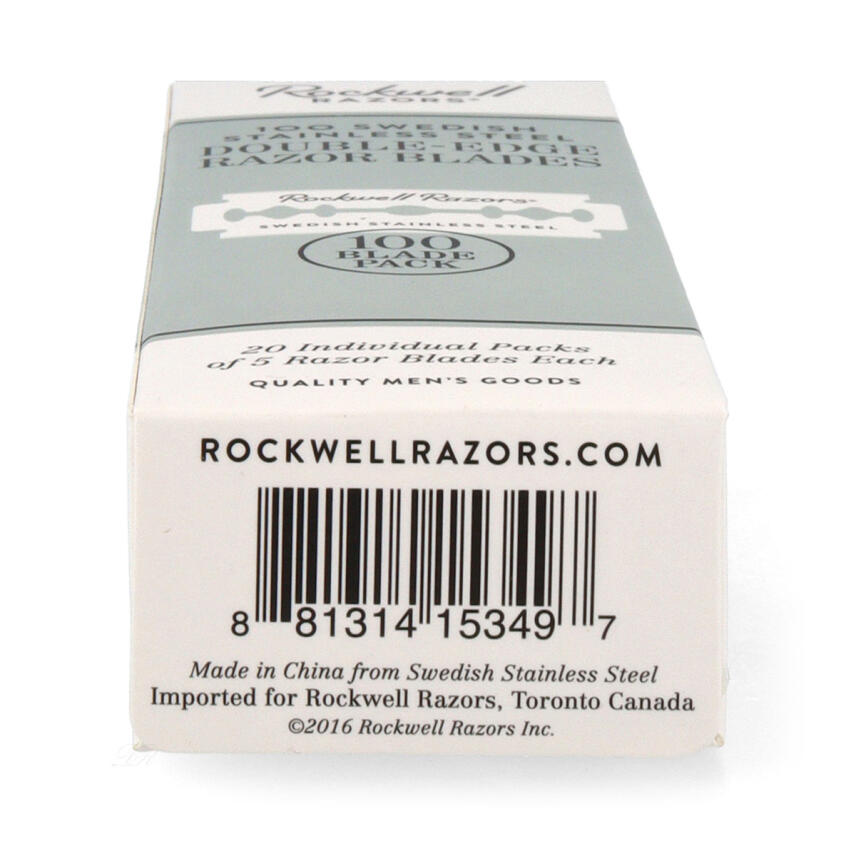 Rockwell
RAZORS®
100 SWEDISH
STAINLESS STEEL
DOUBLE-EDGE
RAZOR BLADES
Rockwell Razors®
SWEDISH STAINLESS STEEL
100
BLADE
PACK
20 Individual Packs
of 5 Razor Blades Each
QUALITY MEN'S GOODS
ROCKWELLRAZORS.COM
8 81314 15349 7
Made in China from Swedish Stainless Steel
Imported for Rockwell Razors, Toronto Canada
©2016 Rockwell Razors Inc.